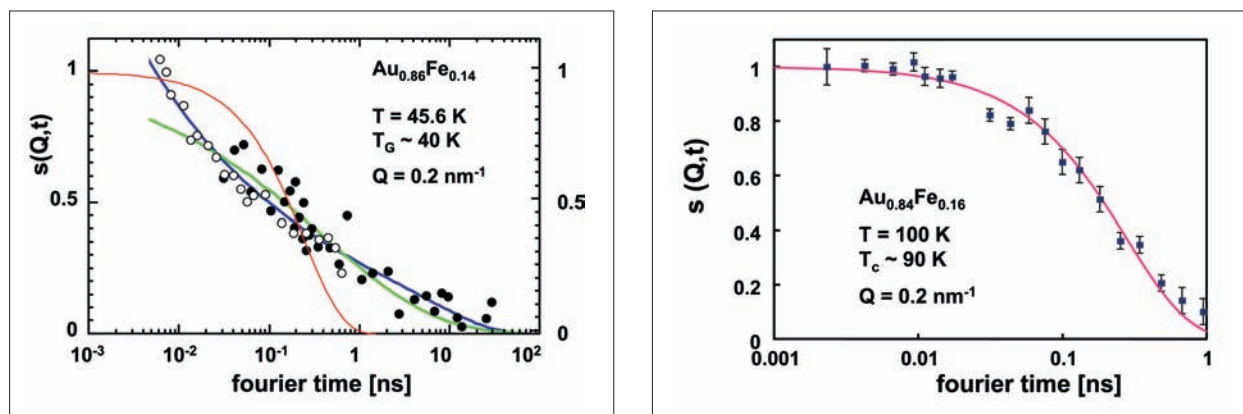 Au0.86Fe0.14
T = 45.6 K
TG ~ 40 K
Q = 0.2 nm-1
s(Q,t)
1
0.5
0
1
0.5
0
10-3
10-2
10-1
1
10
102
fourier time [ns]
Au0.84Fe0.16
T = 100 K
Tc ~ 90 K
Q = 0.2 nm-1
s (Q,t)
1
0.8
0.6
0.4
0.2
0
0.001
0.01
0.1
1
fourier time [ns]